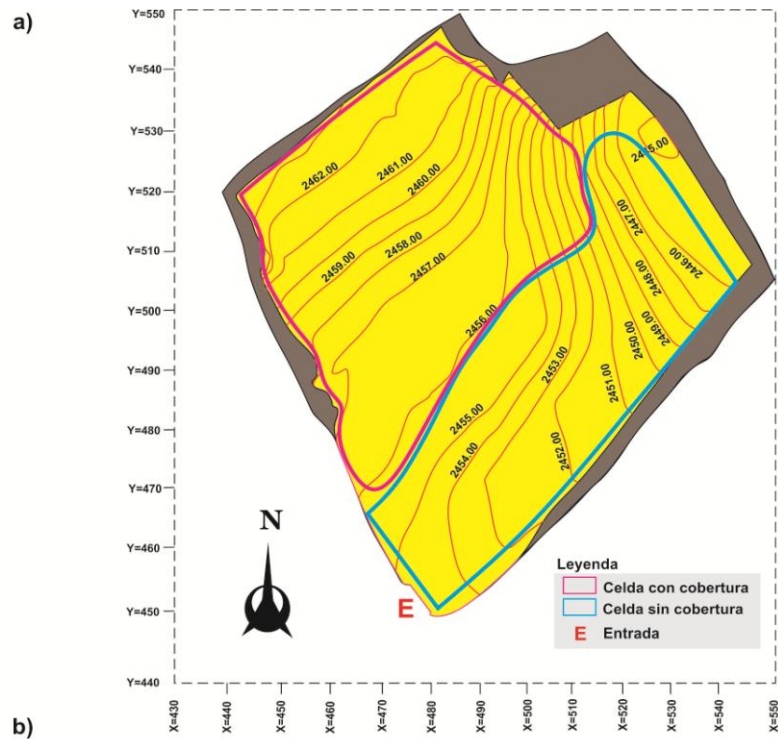 a)
Y=550
Y=540
Y=530
Y=520
Y=510
Y=500
Y=490
Y=480
Y=470
Y=460
Y=450
Y=440
2462.00
2461.00
2460.00
2459.00
2458.00
2457.00
2456.00
2455.00
2454.00
2453.00
2452.00
2451.00
2450.00
2449.00
2448.00
2447.00
2446.00
N
E
Leyenda
Celda con cobertura
Celda sin cobertura
E Entrada
X=430
X=440
X=450
X=460
X=470
X=480
X=490
X=500
X=510
X=520
X=530
X=540
X=550
b)